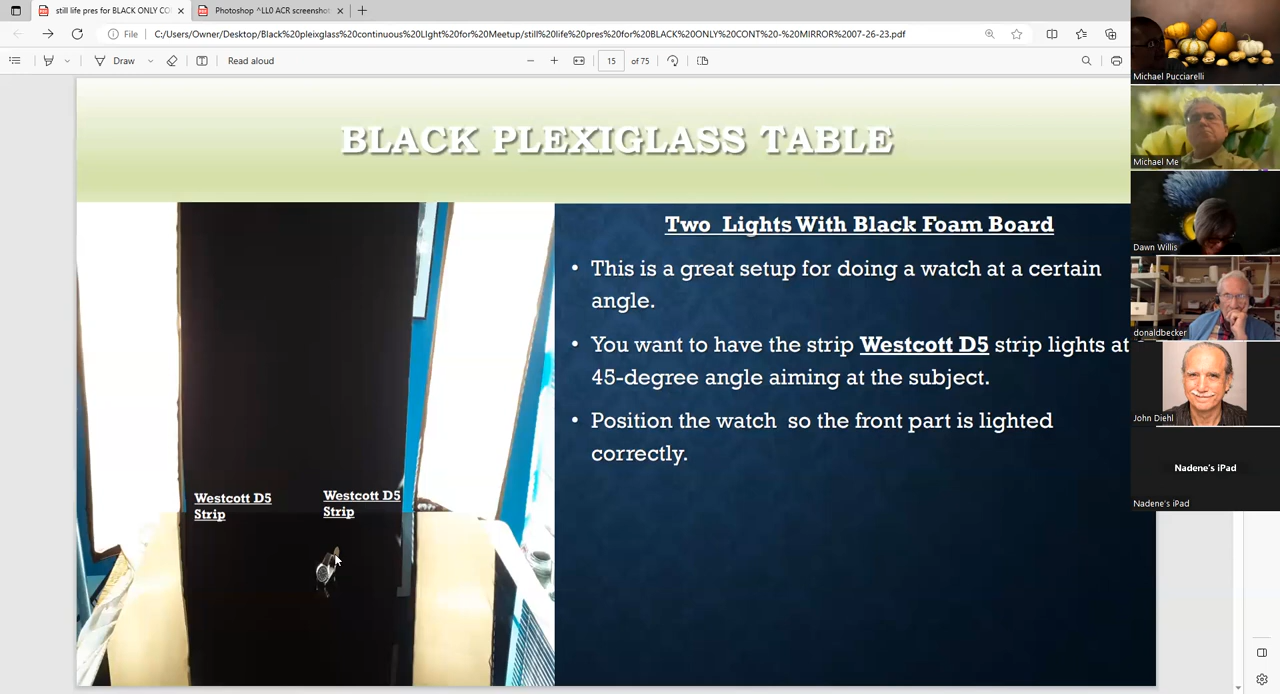 still life pres for BLACK ONLY CO
Photoshop ^LL0 ACR screenshot
File
C:/Users/Owner/Desktop/Black%20pleixglass%20continuous%20LIght%20for%20Meetup/still%20life%20pres%20for%20BLACK%20ONLY%20CONT%20-%20MIRROR%2007-26-23.pdf
Draw
Read aloud
15
of 75
BLACK PLEXIGLASS TABLE
Westcott D5
Strip
Westcott D5
Strip
Two Lights With Black Foam Board
• This is a great setup for doing a watch at a certain
angle.
• You want to have the strip Westcott D5 strip lights at
45-degree angle aiming at the subject.
• Position the watch so the front part is lighted
correctly.
Michael Pucciarelli
Michael Me
Dawn Willis
donaldbecker
John Diehl
Nadene's iPad
Nadene's iPad